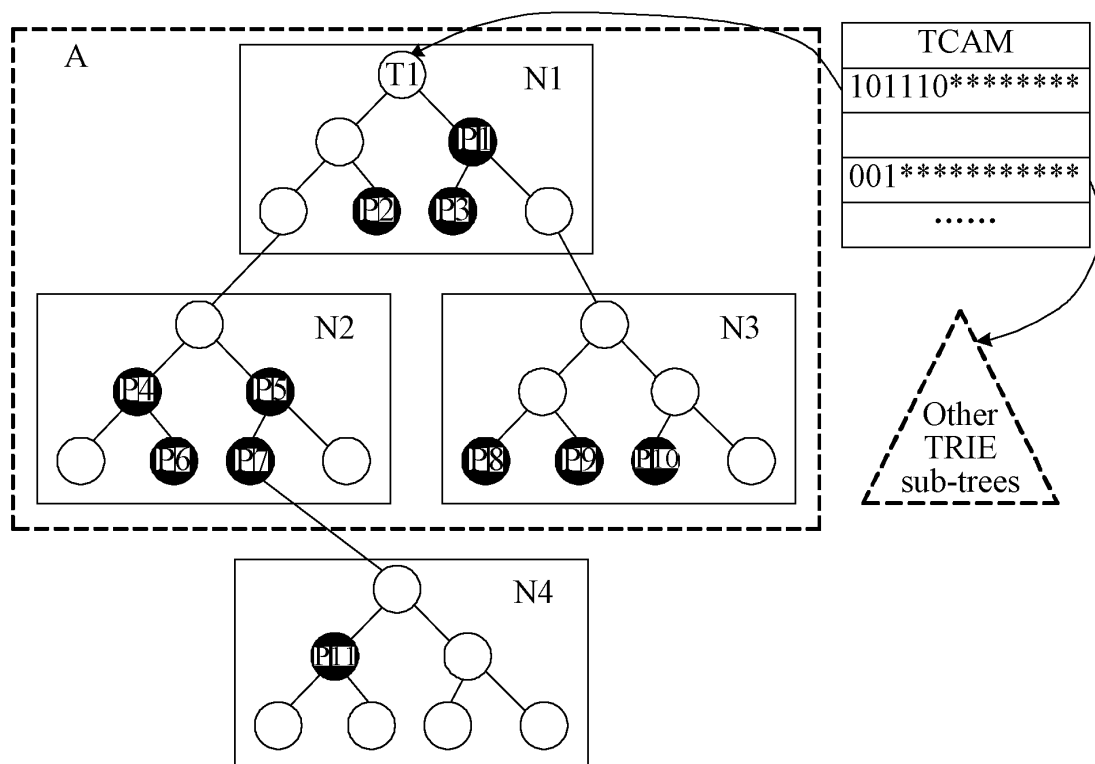 A
T1
N1
P1
P2
P3
TCAM
101110********
001***********
······
N2
P4
P5
P6
P7
N3
P8
P9
P10
Other
TRIE
sub-trees
N4
P11